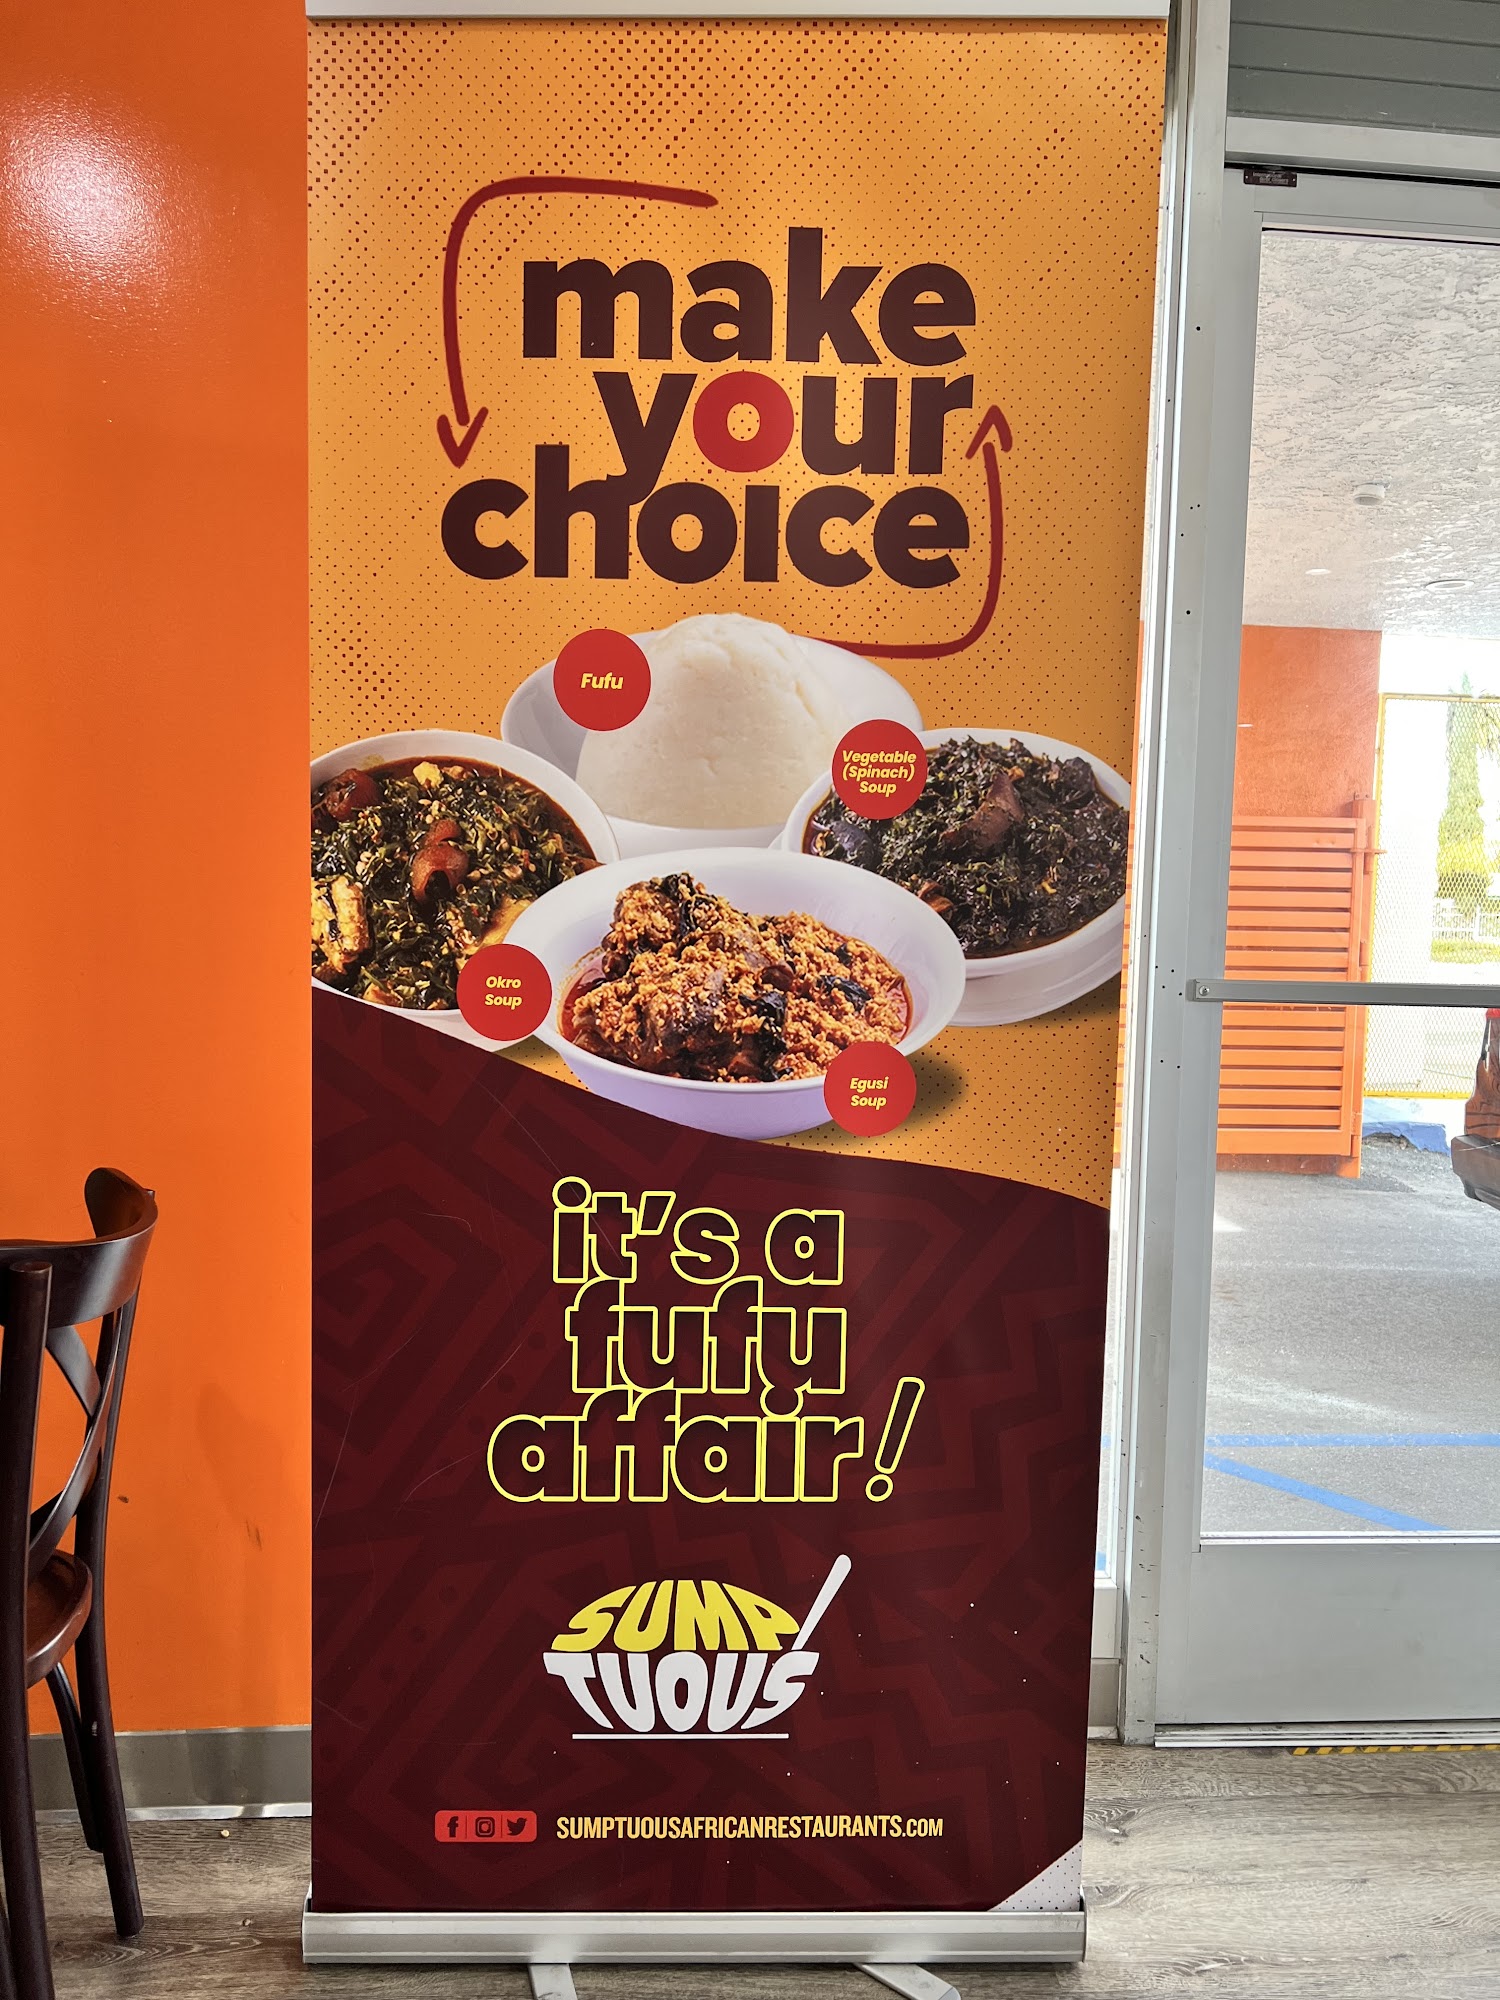 make
your
choice
Fufu
Vegetable
(Spinach)
Soup
Okro
Soup
Egusi
Soup
it's a
fufu
affair!
SUMP
TUOUS
SUMPTUOUSAFRICANRESTAURANTS.COM